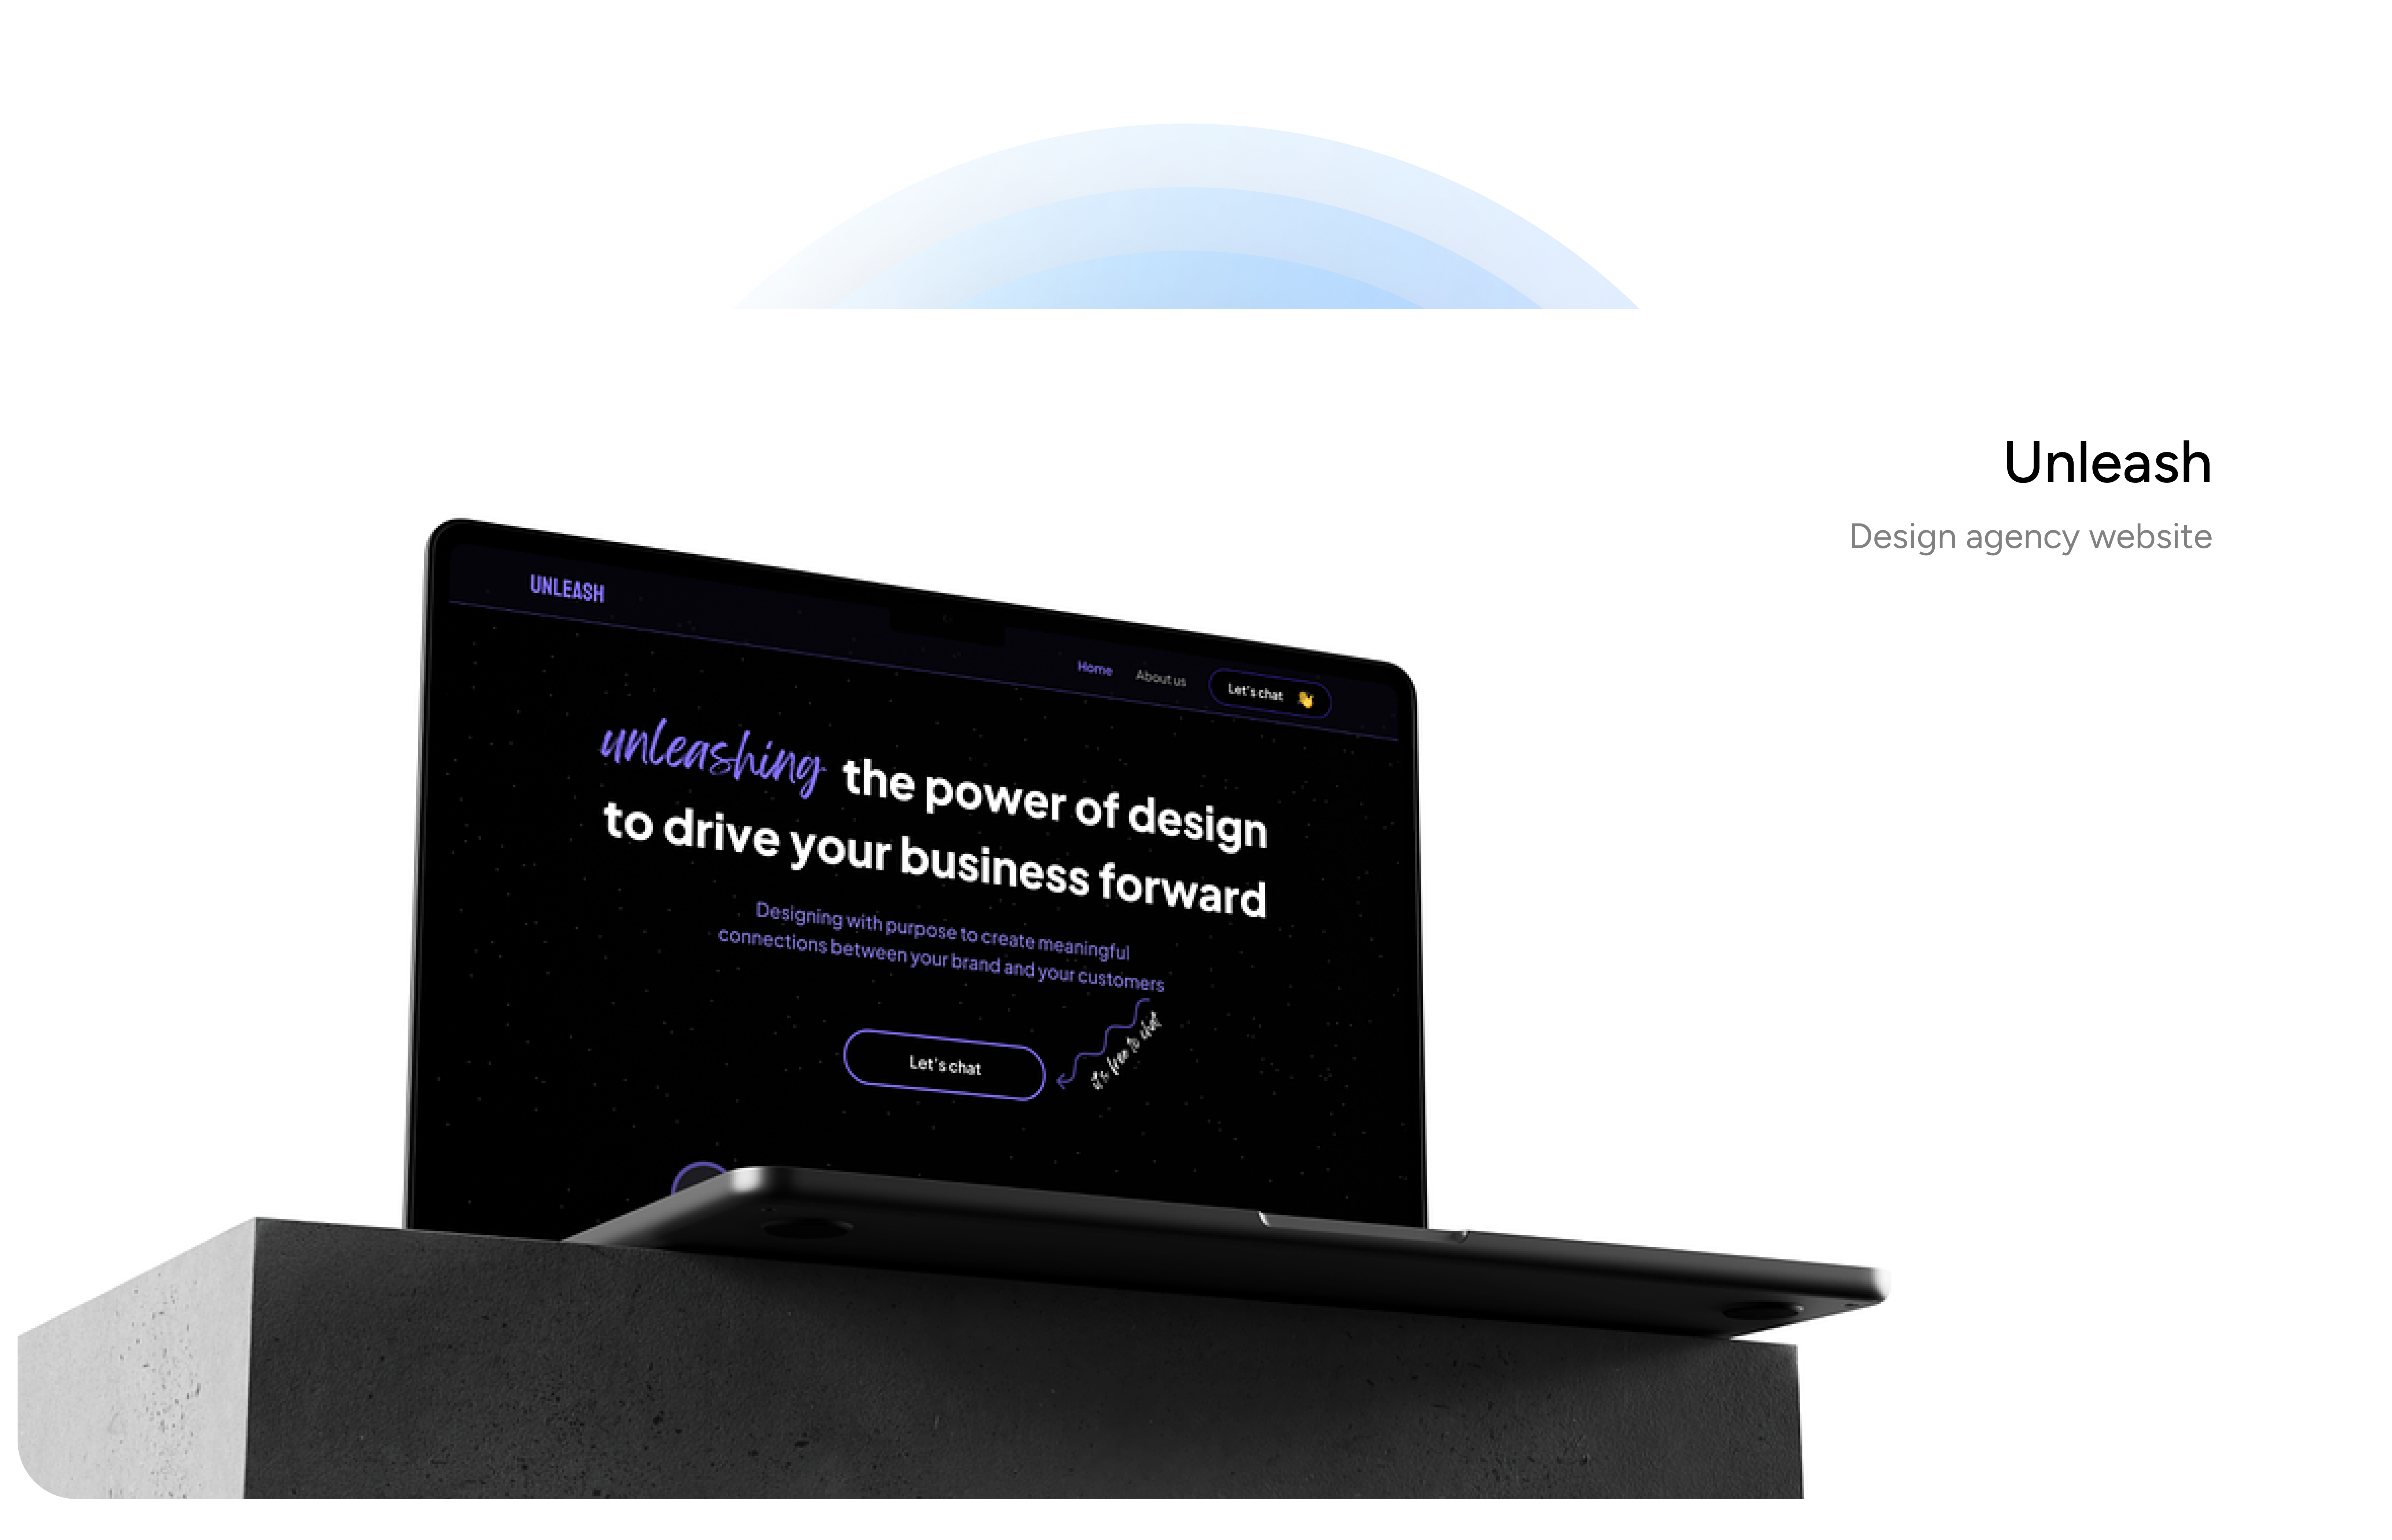 Unleash
Design agency website
UNLEASH
Home
About us
Let's chat
unleashing the power of design
to drive your business forward
Designing with purpose to create meaningful
connections between your brand and your customers
Let's chat
it's free to chat